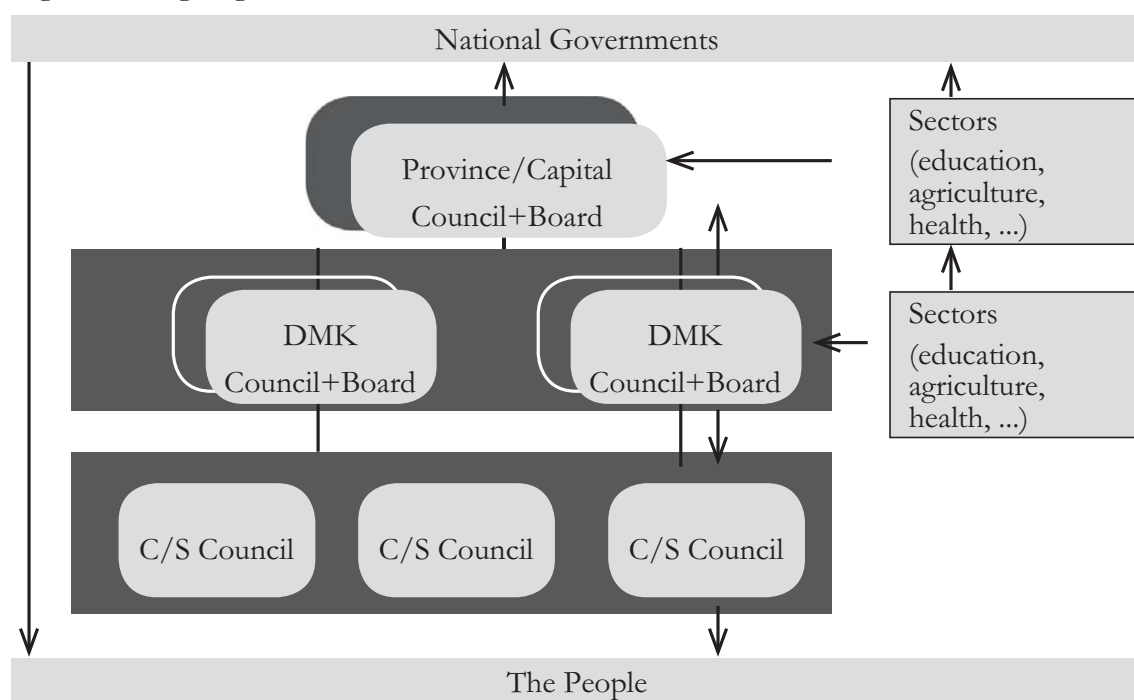 National Governments
Province/Capital
Council+Board
Sectors
(education,
agriculture,
health, ...)
DMK
Council+Board
DMK
Council+Board
Sectors
(education,
agriculture,
health, ...)
C/S Council
C/S Council
C/S Council
The People